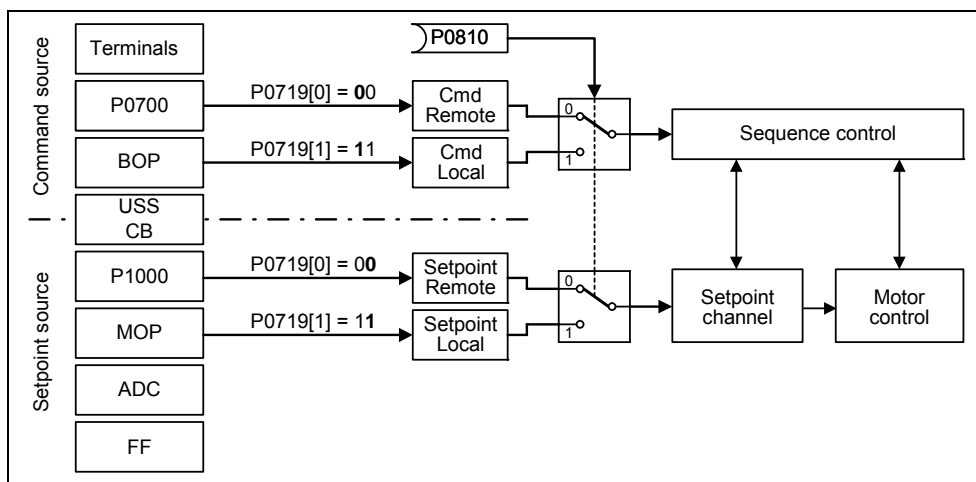 Command source
Setpoint source
Terminals
P0700
BOP
USS
CB
P1000
MOP
ADC
FF
P0719[0] = 00
P0719[1] = 11
P0719[0] = 00
P0719[1] = 11
P0810
Cmd
Remote
Cmd
Local
Setpoint
Remote
Setpoint
Local
0
1
0
1
Sequence control
Setpoint
channel
Motor
control